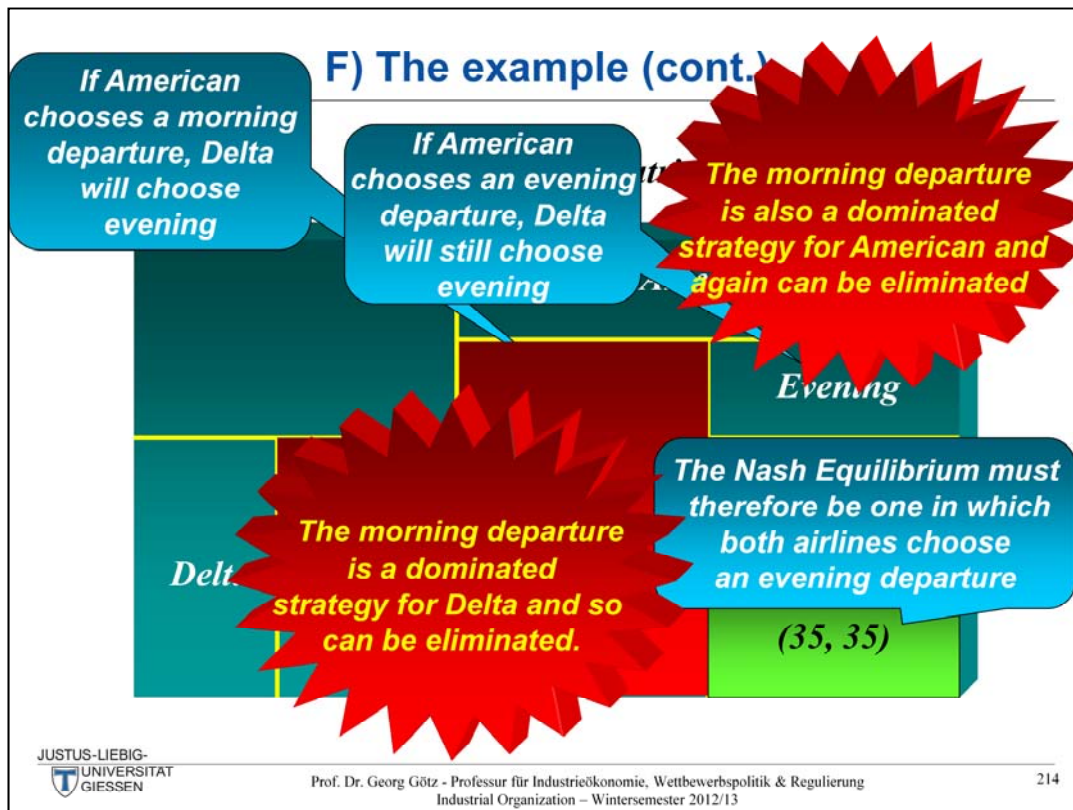 F) The example (cont.)
If American
chooses a morning
departure, Delta
will choose
evening
If American
chooses an evening
departure, Delta
will still choose
evening
The morning departure
is also a dominated
strategy for American and
again can be eliminated
Evening
The Nash Equilibrium must
therefore be one in which
both airlines choose
an evening departure
The morning departure
is a dominated
strategy for Delta and so
can be eliminated.
(35, 35)
JUSTUS-LIEBIG-
UNIVERSITAT
GIESSEN
Prof. Dr. Georg Götz - Professur für Industrieökonomie, Wettbewerbspolitik & Regulierung
Industrial Organization – Wintersemester 2012/13
214